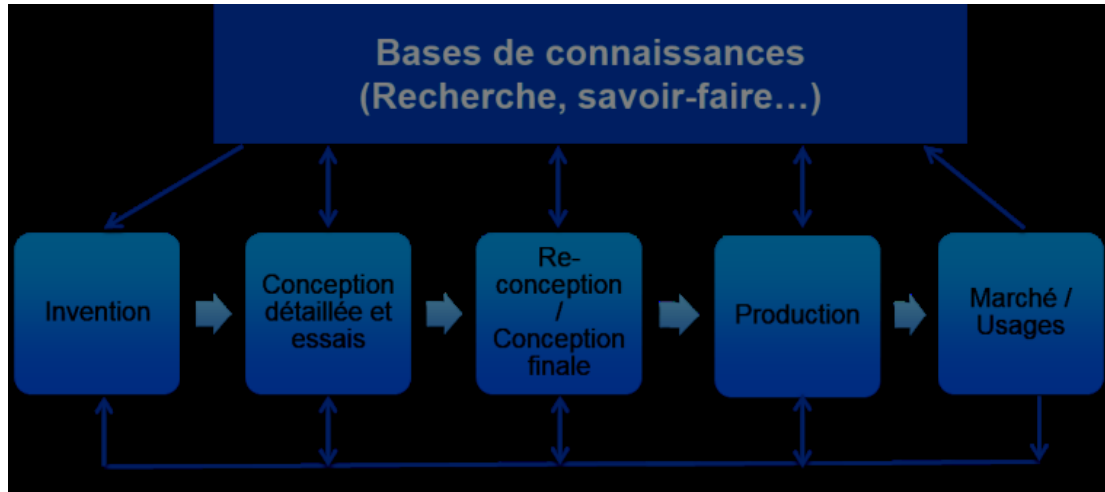 Bases de connaissances
(Recherche, savoir-faire…)
Invention
Conception
détaillée et
essais
Re-
conception
/
Conception
finale
Production
Marché /
Usages